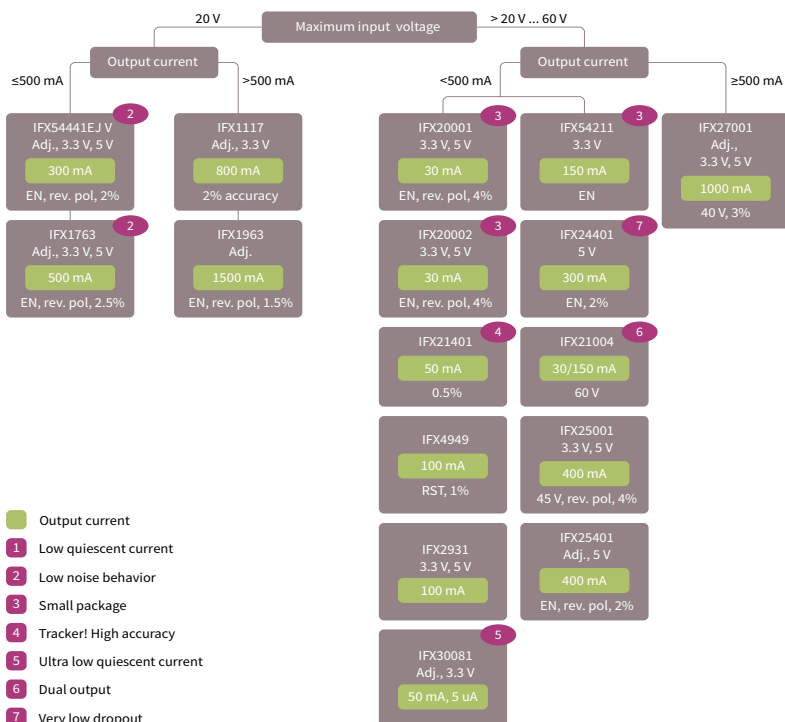 20 V
Maximum input voltage
> 20 V ... 60 V
Output current
≤500 mA
>500 mA
Output current
<500 mA
≥500 mA
2
IFX54441EJ V
Adj., 3.3 V, 5 V
300 mA
EN, rev. pol, 2%
2
IFX1763
Adj., 3.3 V, 5 V
500 mA
EN, rev. pol, 2.5%
IFX1117
Adj., 3.3 V
800 mA
2% accuracy
IFX1963
Adj.
1500 mA
EN, rev. pol, 1.5%
3
IFX20001
3.3 V, 5 V
30 mA
EN, rev. pol, 4%
3
IFX20002
3.3 V, 5 V
30 mA
EN, rev. pol, 4%
4
IFX21401
50 mA
0.5%
IFX4949
100 mA
RST, 1%
IFX2931
3.3 V, 5 V
100 mA
5
IFX30081
Adj., 3.3 V
50 mA, 5 uA
3
IFX54211
3.3 V
150 mA
EN
7
IFX24401
5 V
300 mA
EN, 2%
6
IFX21004
30/150 mA
60 V
IFX25001
3.3 V, 5 V
400 mA
45 V, rev. pol, 4%
IFX25401
Adj., 5 V
400 mA
EN, rev. pol, 2%
IFX27001
Adj.,
3.3 V, 5 V
1000 mA
40 V, 3%
Output current
1 Low quiescent current
2 Low noise behavior
3 Small package
4 Tracker! High accuracy
5 Ultra low quiescent current
6 Dual output
7 Very low dropout